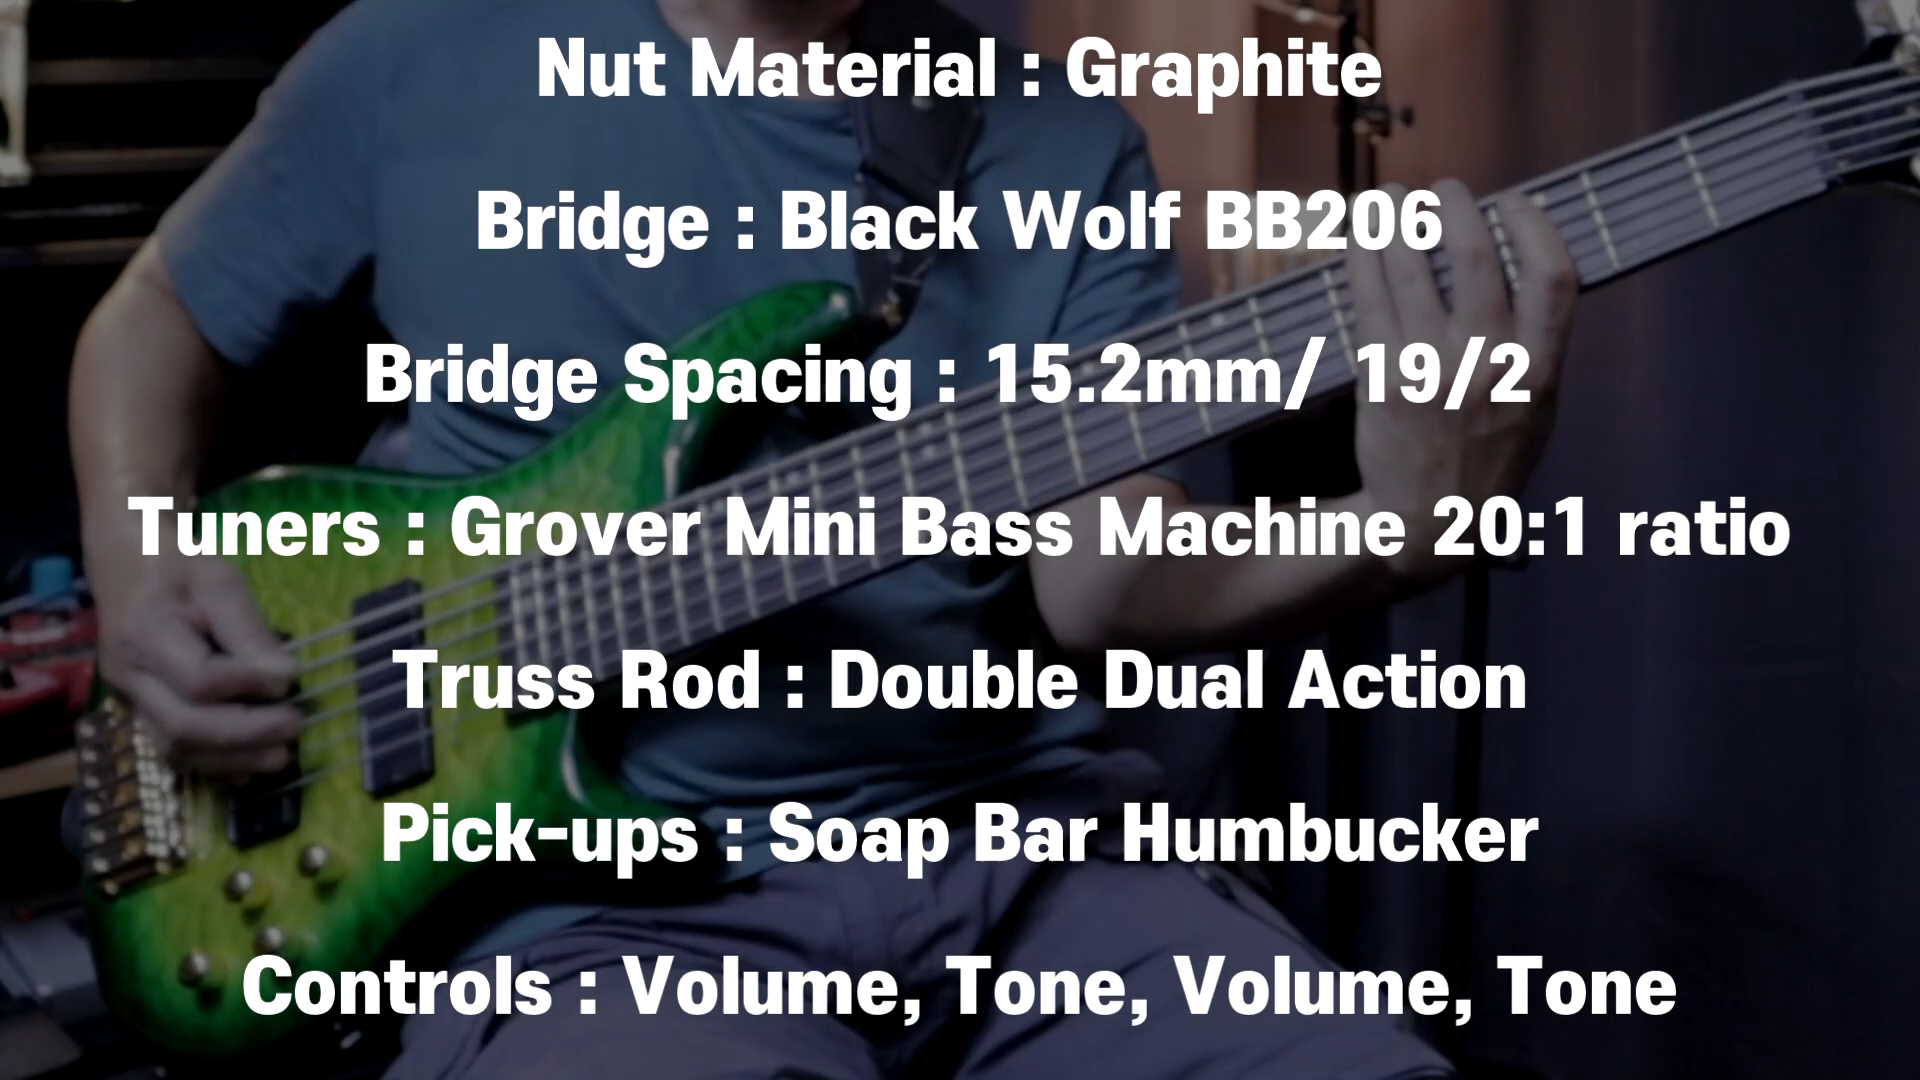 Nut Material : Graphite
Bridge : Black Wolf BB206
Bridge Spacing : 15.2mm/ 19/2
Tuners : Grover Mini Bass Machine 20:1 ratio
Truss Rod : Double Dual Action
Pick-ups : Soap Bar Humbucker
Controls : Volume, Tone, Volume, Tone